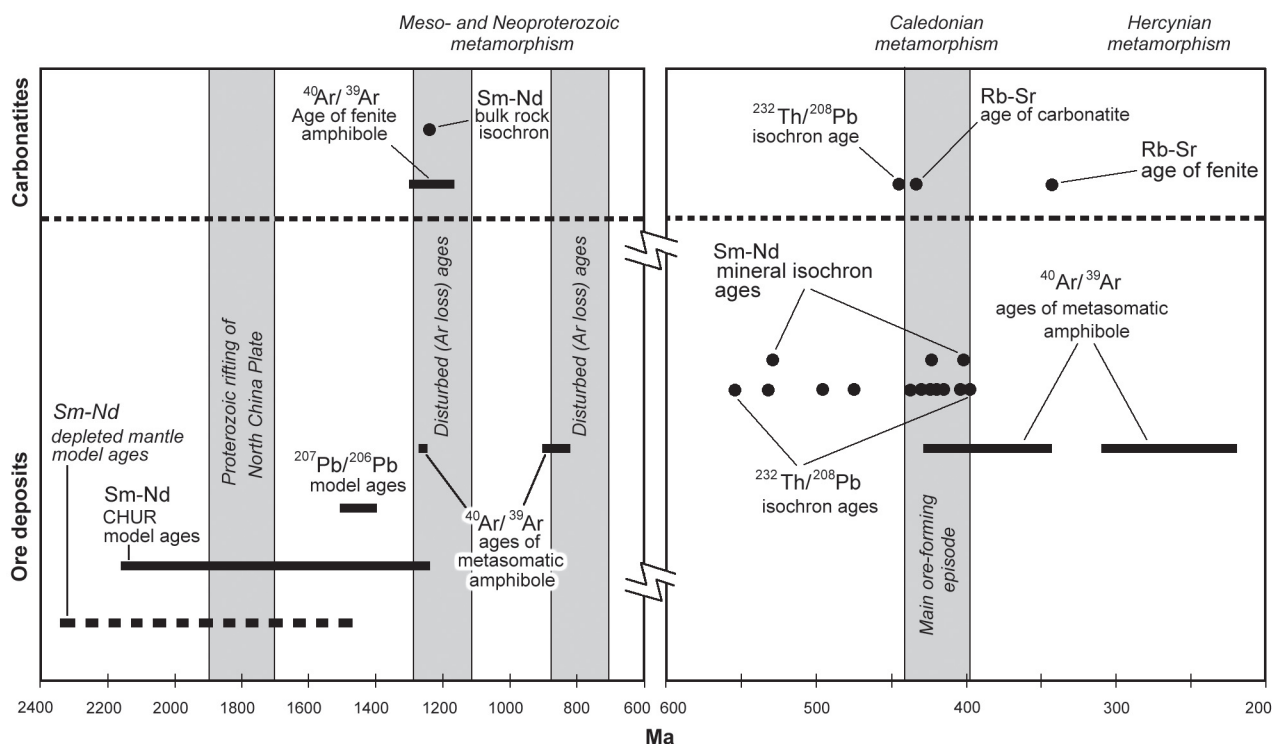 Meso- and Neoproterozoic
metamorphism
Caledonian
metamorphism
Hercynian
metamorphism
Carbonatites
⁴⁰Ar/ ³⁹Ar
Age of fenite
amphibole
Sm-Nd
bulk rock
isochron
²³²Th/²⁰⁸Pb
isochron age
Rb-Sr
age of carbonatite
Rb-Sr
age of fenite
Ore deposits
Proterozoic rifting of
North China Plate
Disturbed (Ar loss) ages
Disturbed (Ar loss) ages
Sm-Nd
depleted mantle
model ages
Sm-Nd
CHUR
model ages
²⁰⁷Pb/²⁰⁶Pb
model ages
⁴⁰Ar/ ³⁹Ar
ages of
metasomatic
amphibole
Sm-Nd
mineral isochron
ages
²³²Th/²⁰⁸Pb
isochron ages
Main ore-forming
episode
⁴⁰Ar/ ³⁹Ar
ages of metasomatic
amphibole
2400 2200 2000 1800 1600 1400 1200 1000 800 600
600 500 400 300 200
Ma